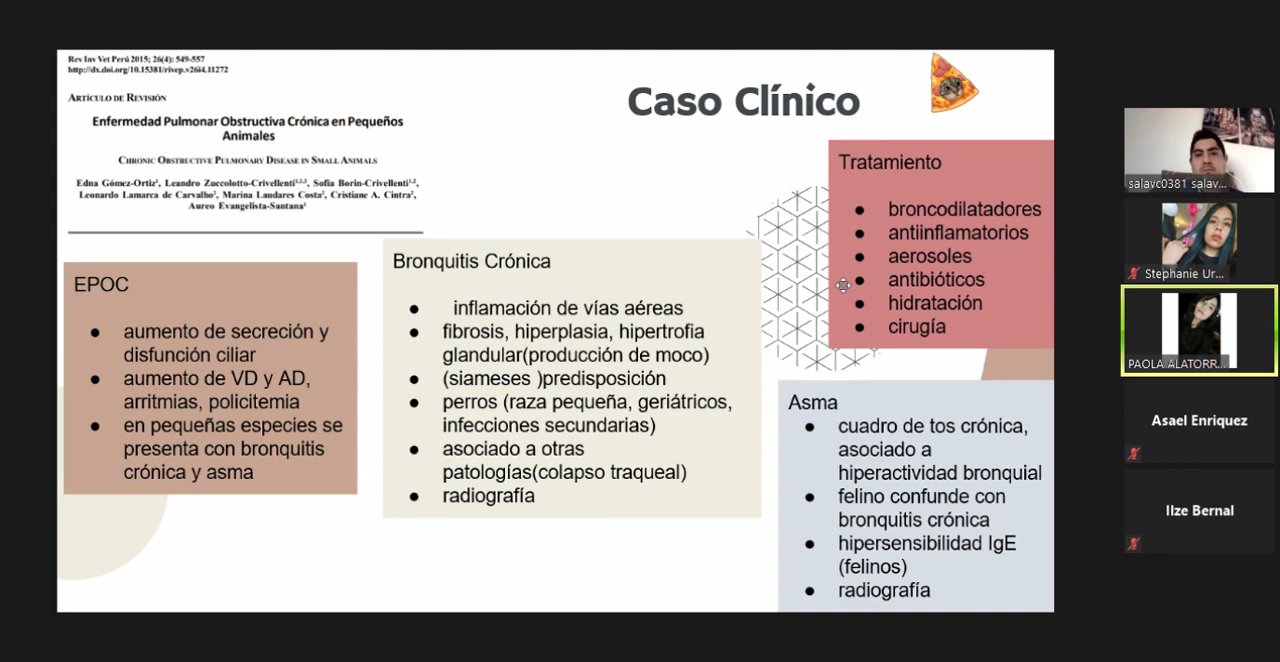 Rev Inv Vet Perú 2015; 26(4): 549-557
http://dx.doi.org/10.15381/rivep.v26i4.11272
ARTÍCULO DE REVISIÓN
Enfermedad Pulmonar Obstructiva Crónica en Pequeños
Animales
CHRONIC OBSTRUCTIVE PULMONARY DISEASE IN SMALL ANIMALS
Edna Gómez-Ortiz¹, Leandro Zuccolotto-Crivellenti¹,²,³, Sofia Borin-Crivellenti¹,²,
Leonardo Lamarca de Carvalho², Marina Laudares Costa², Cristiane A. Cintra²,
Aureo Evangelista-Santana¹
Caso Clínico
EPOC
● aumento de secreción y
disfunción ciliar
● aumento de VD y AD,
arritmias, policitemia
● en pequeñas especies se
presenta con bronquitis
crónica y asma
Bronquitis Crónica
● inflamación de vías aéreas
● fibrosis, hiperplasia, hipertrofia
glandular(producción de moco)
● (siameses )predisposición
● perros (raza pequeña, geriátricos,
infecciones secundarias)
● asociado a otras
patologías(colapso traqueal)
● radiografía
Tratamiento
● broncodilatadores
● antiinflamatorios
● aerosoles
● antibióticos
● hidratación
● cirugía
Asma
● cuadro de tos crónica,
asociado a
hiperactividad bronquial
● felino confunde con
bronquitis crónica
● hipersensibilidad IgE
(felinos)
● radiografía
salavc0381 salav...
Stephanie Ur...
PAOLA ALATORR...
Asael Enriquez
Ilze Bernal